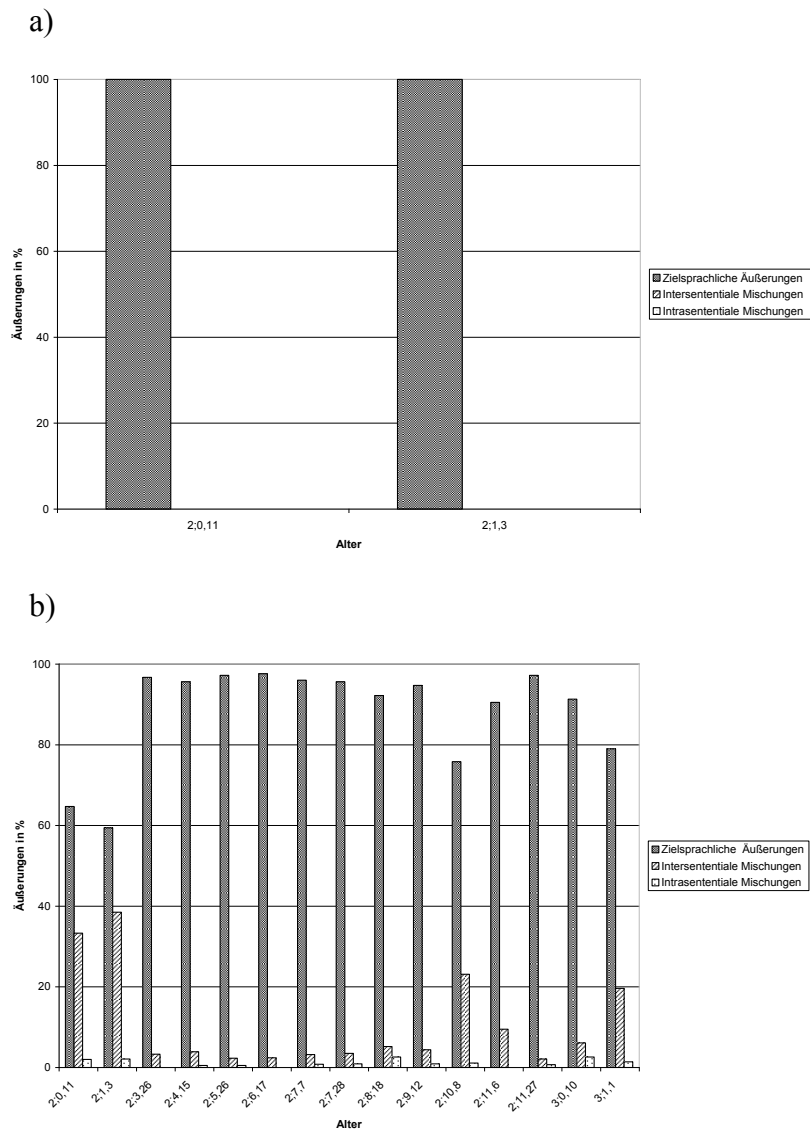 a)
100
80
60
40
20
0
Äußerungen in %
2;0,11
2;1,3
Alter
Zielsprachliche Äußerungen
Intersententiale Mischungen
Intrasententiale Mischungen
b)
100
80
60
40
20
0
Äußerungen in %
2;0,11
2;1,3
2;3,26
2;4,15
2;5,26
2;6,17
2;7,7
2;7,28
2;8,18
2;9,12
2;10,8
2;11,6
2;11,27
3;0,10
3;1,1
Alter
Zielsprachliche Äußerungen
Intersententiale Mischungen
Intrasententiale Mischungen